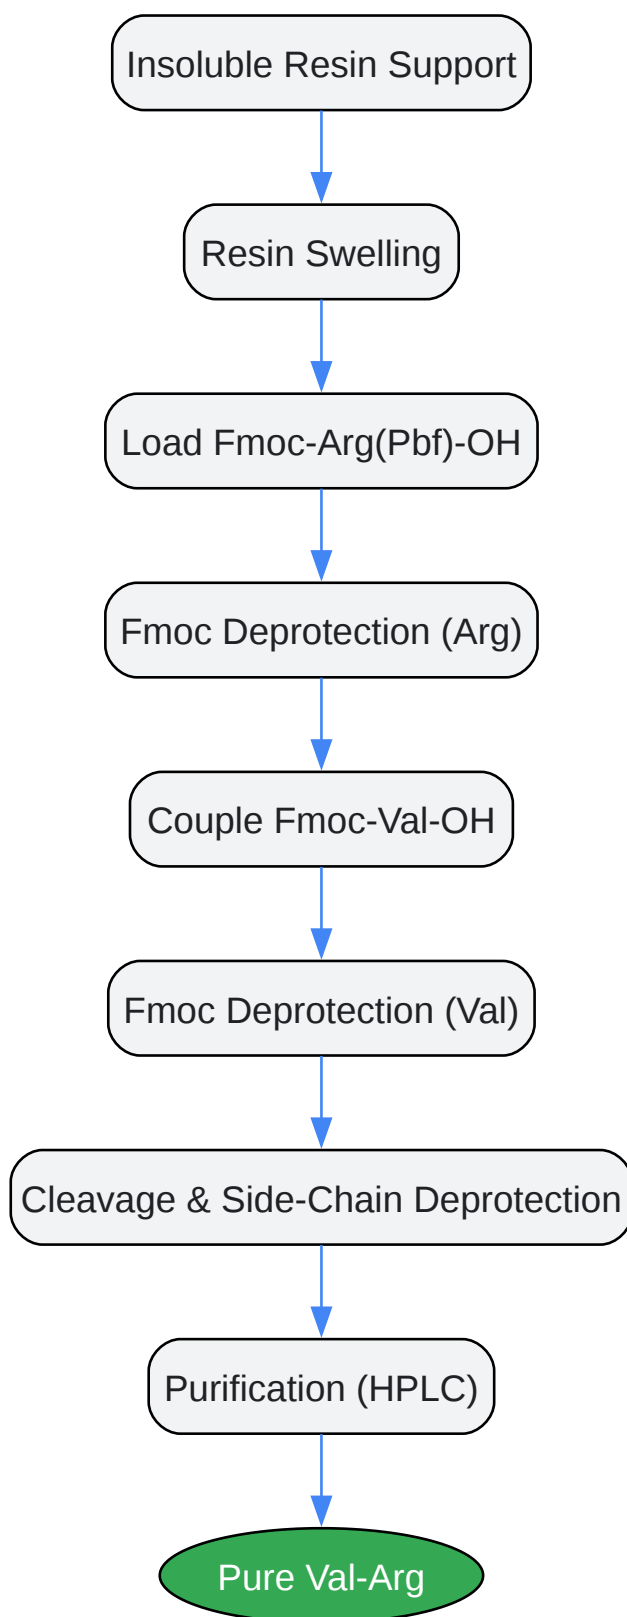 Insoluble Resin Support
Resin Swelling
Load Fmoc-Arg(Pbf)-OH
Fmoc Deprotection (Arg)
Couple Fmoc-Val-OH
Fmoc Deprotection (Val)
Cleavage & Side-Chain Deprotection
Purification (HPLC)
Pure Val-Arg